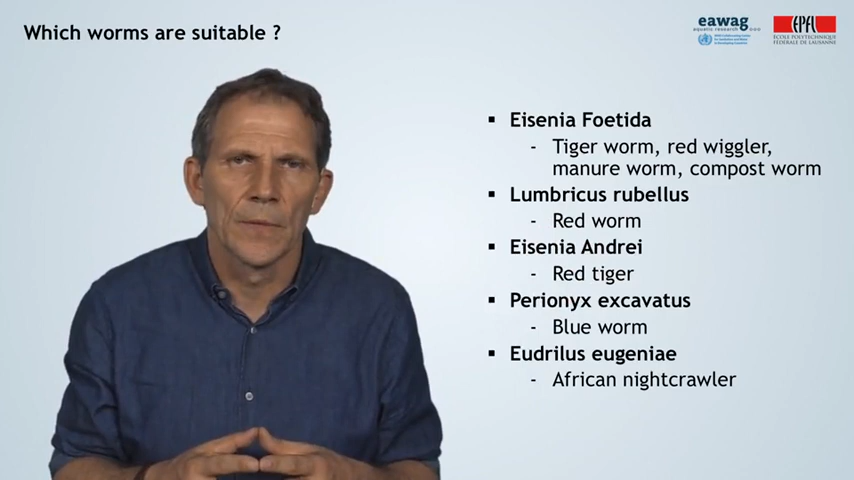 Which worms are suitable ?
eawag
aquatic research
EPFL
ECOLE POLYTECHNIQUE
FÉDÉRALE DE LAUSANNE
▪ Eisenia Foetida
- Tiger worm, red wiggler,
manure worm, compost worm
▪ Lumbricus rubellus
- Red worm
▪ Eisenia Andrei
- Red tiger
▪ Perionyx excavatus
- Blue worm
▪ Eudrilus eugeniae
- African nightcrawler